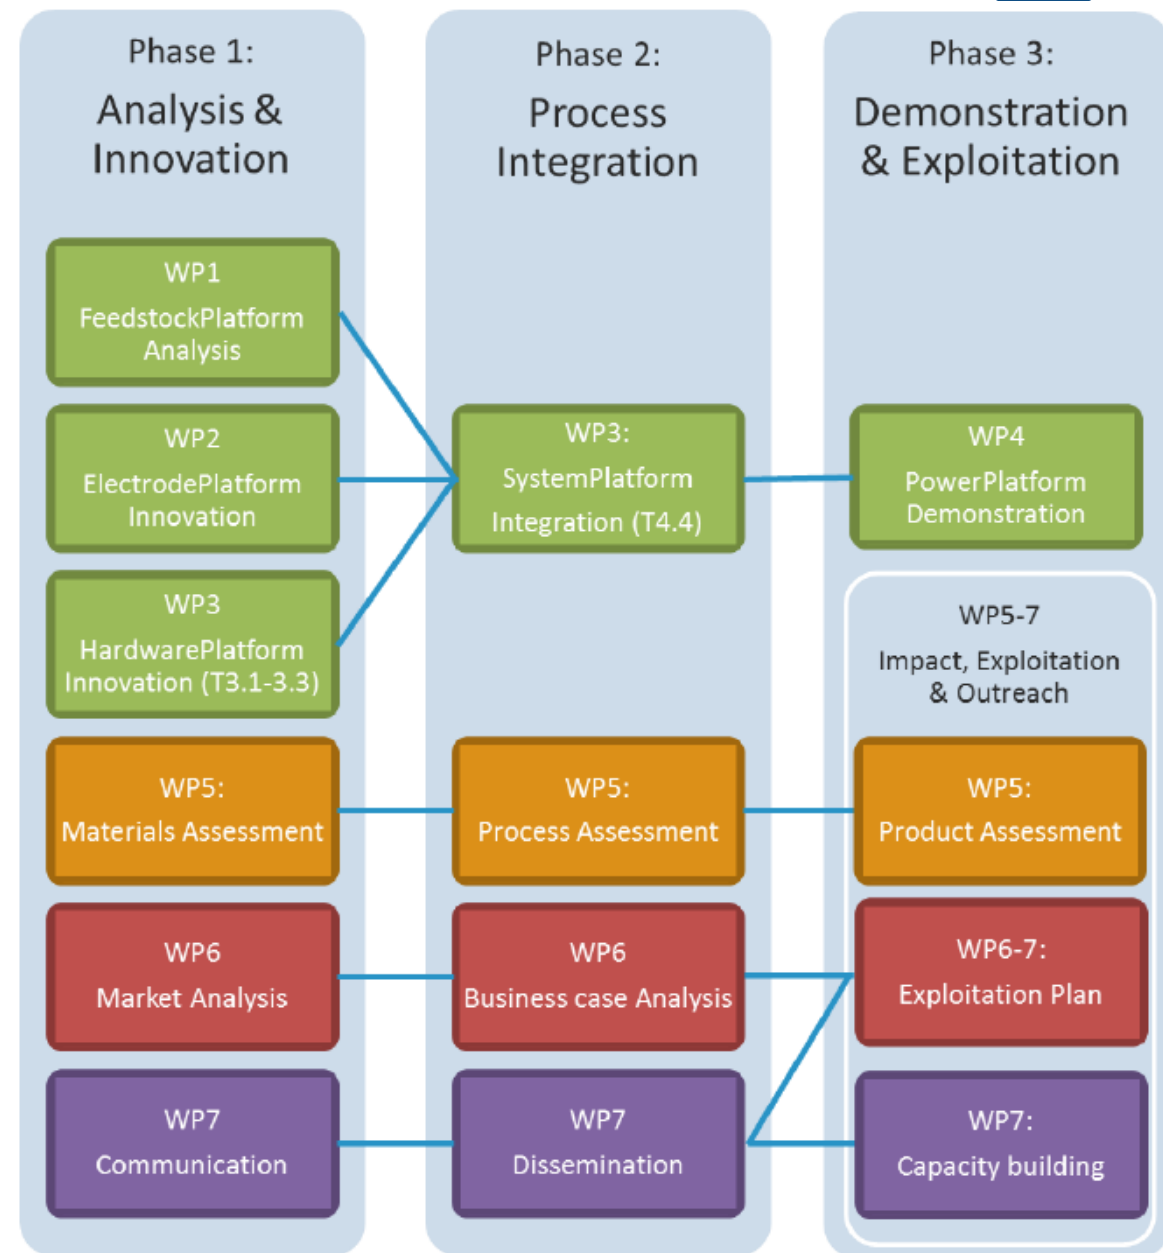 Phase 1:
Analysis &
Innovation
WP1
FeedstockPlatform
Analysis
WP2
ElectrodePlatform
Innovation
WP3
HardwarePlatform
Innovation (T3.1-3.3)
WP5:
Materials Assessment
WP6
Market Analysis
WP7
Communication
Phase 2:
Process
Integration
WP3:
SystemPlatform
Integration (T4.4)
WP5:
Process Assessment
WP6
Business case Analysis
WP7
Dissemination
Phase 3:
Demonstration
& Exploitation
WP4
PowerPlatform
Demonstration
WP5-7
Impact, Exploitation
& Outreach
WP5:
Product Assessment
WP6-7:
Exploitation Plan
WP7:
Capacity building